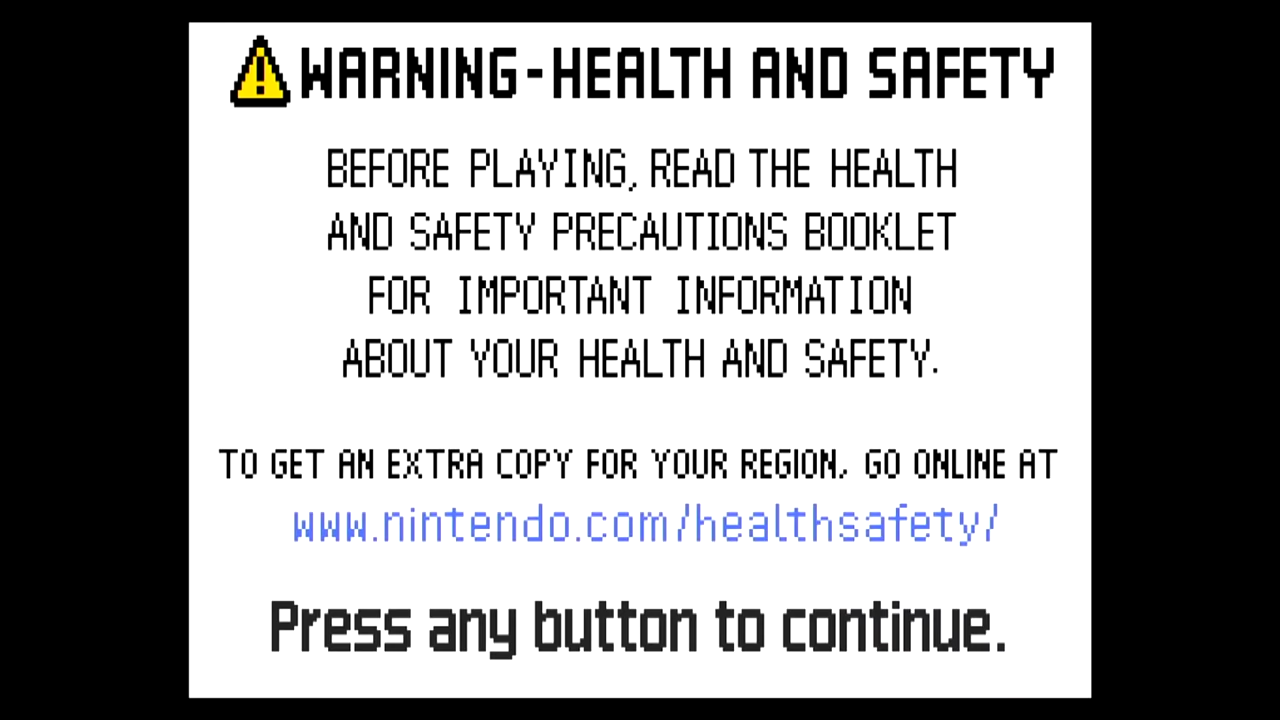 WARNING-HEALTH AND SAFETY
BEFORE PLAYING, READ THE HEALTH
AND SAFETY PRECAUTIONS BOOKLET
FOR IMPORTANT INFORMATION
ABOUT YOUR HEALTH AND SAFETY.
TO GET AN EXTRA COPY FOR YOUR REGION, GO ONLINE AT
www.nintendo.com/healthsafety/
Press any button to continue.